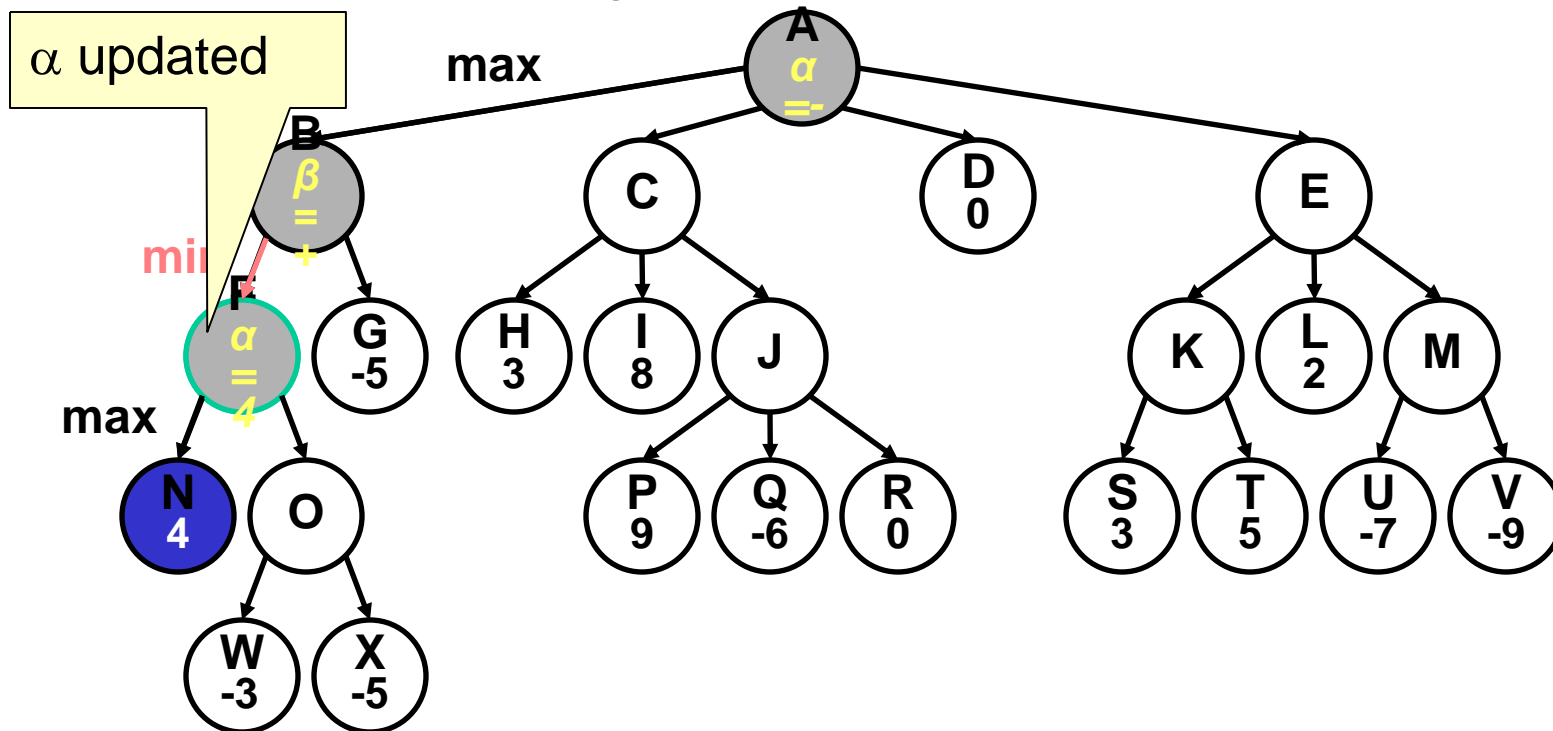 α updated
max
A
α
=-
B
β
=
+
C
D
0
E
F
α
=
4
G
-5
H
3
I
8
J
K
L
2
M
max
N
4
O
P
9
Q
-6
R
0
S
3
T
5
U
-7
V
-9
W
-3
X
-5